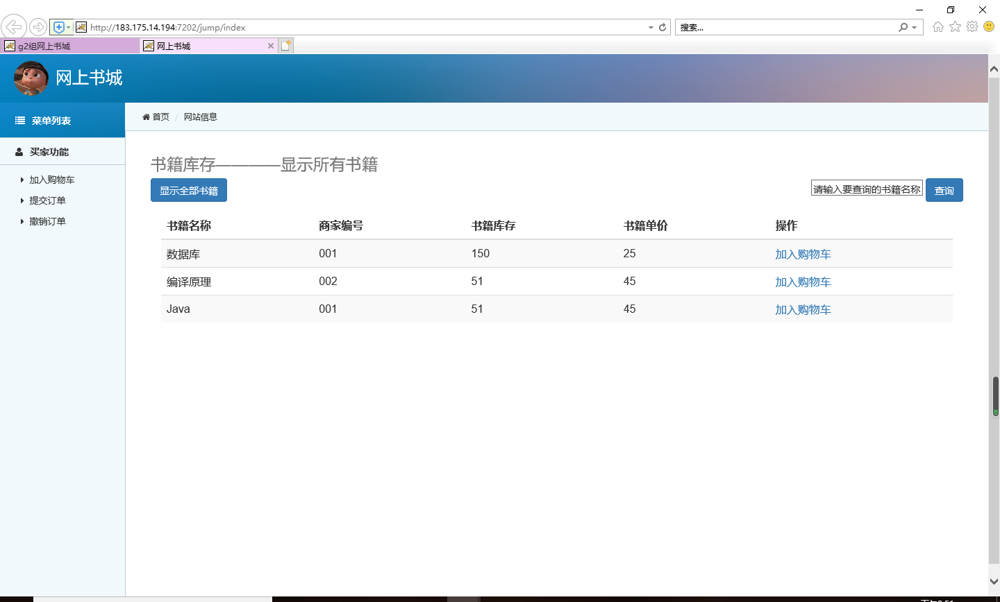 http://183.175.14.194:7202/jump/index
搜索...
g2组网上书城
网上书城
网上书城
菜单列表
首页 / 网站信息
买家功能
加入购物车
提交订单
撤销订单
书籍库存————显示所有书籍
显示全部书籍
请输入要查询的书籍名称
查询
书籍名称 商家编号 书籍库存 书籍单价 操作
数据库 001 150 25 加入购物车
编译原理 002 51 45 加入购物车
Java 001 51 45 加入购物车